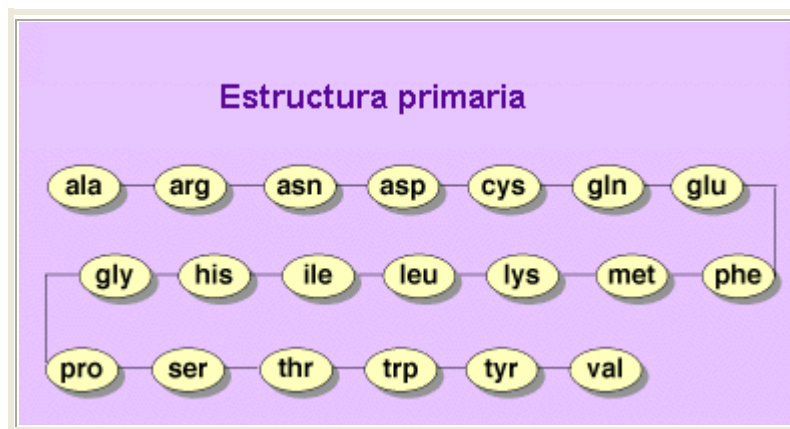 Estructura primaria
ala arg asn asp cys gln glu
gly his ile leu lys met phe
pro ser thr trp tyr val